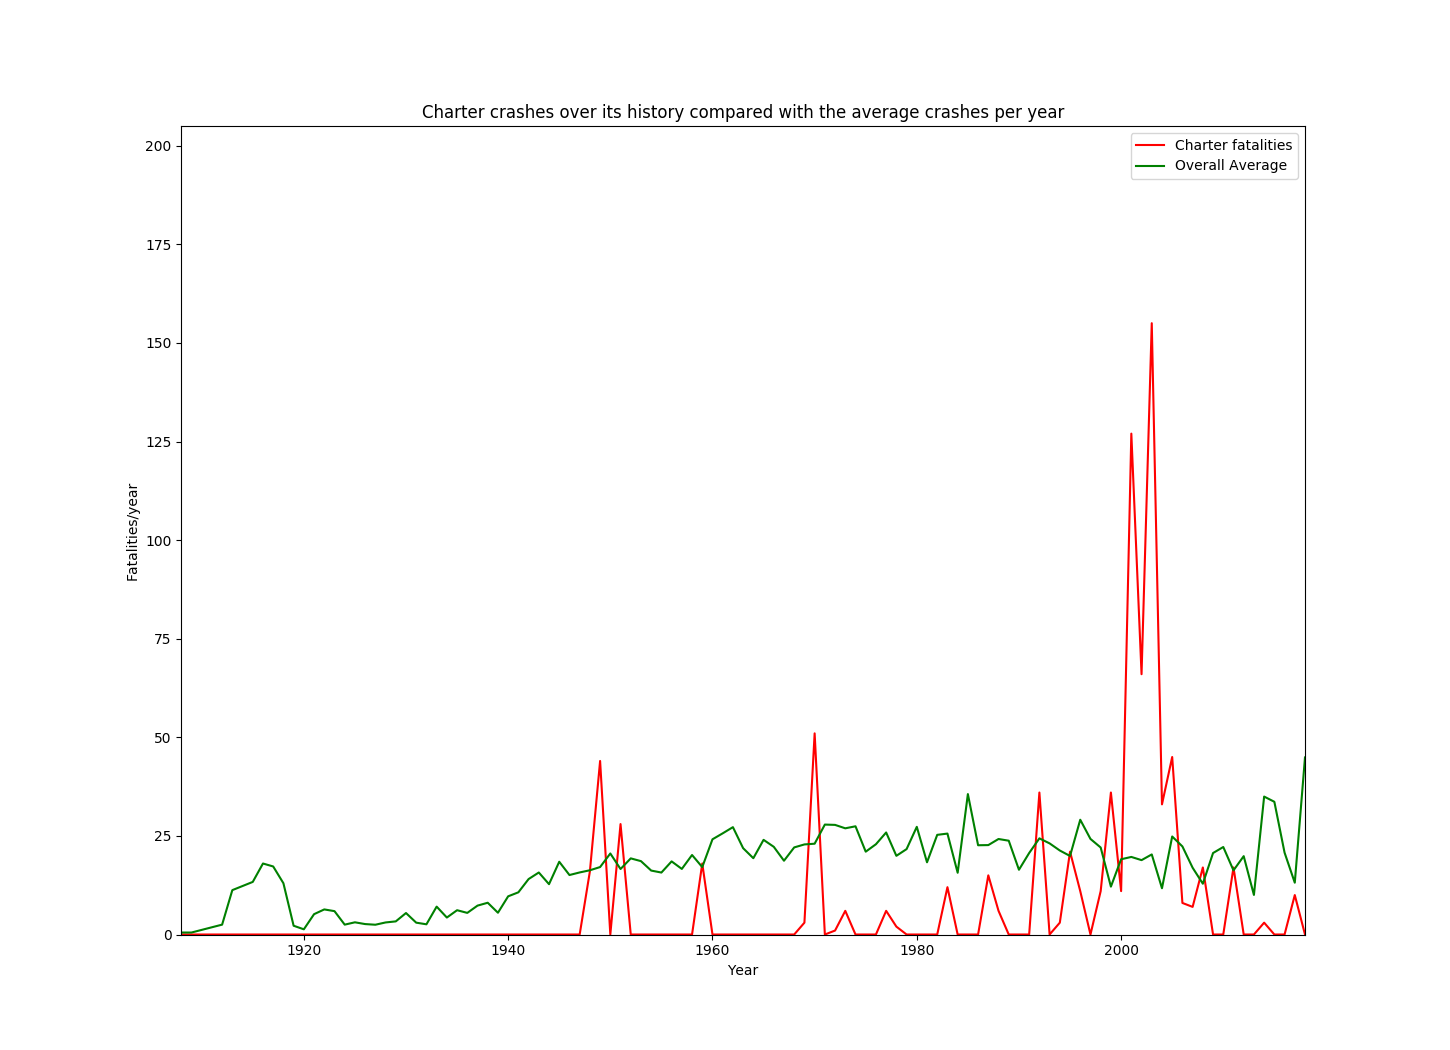 Charter crashes over its history compared with the average crashes per year
Charter fatalities
Overall Average
200
175
150
125
100
75
50
25
0
Fatalities/year
1920 1940 1960 1980 2000
Year